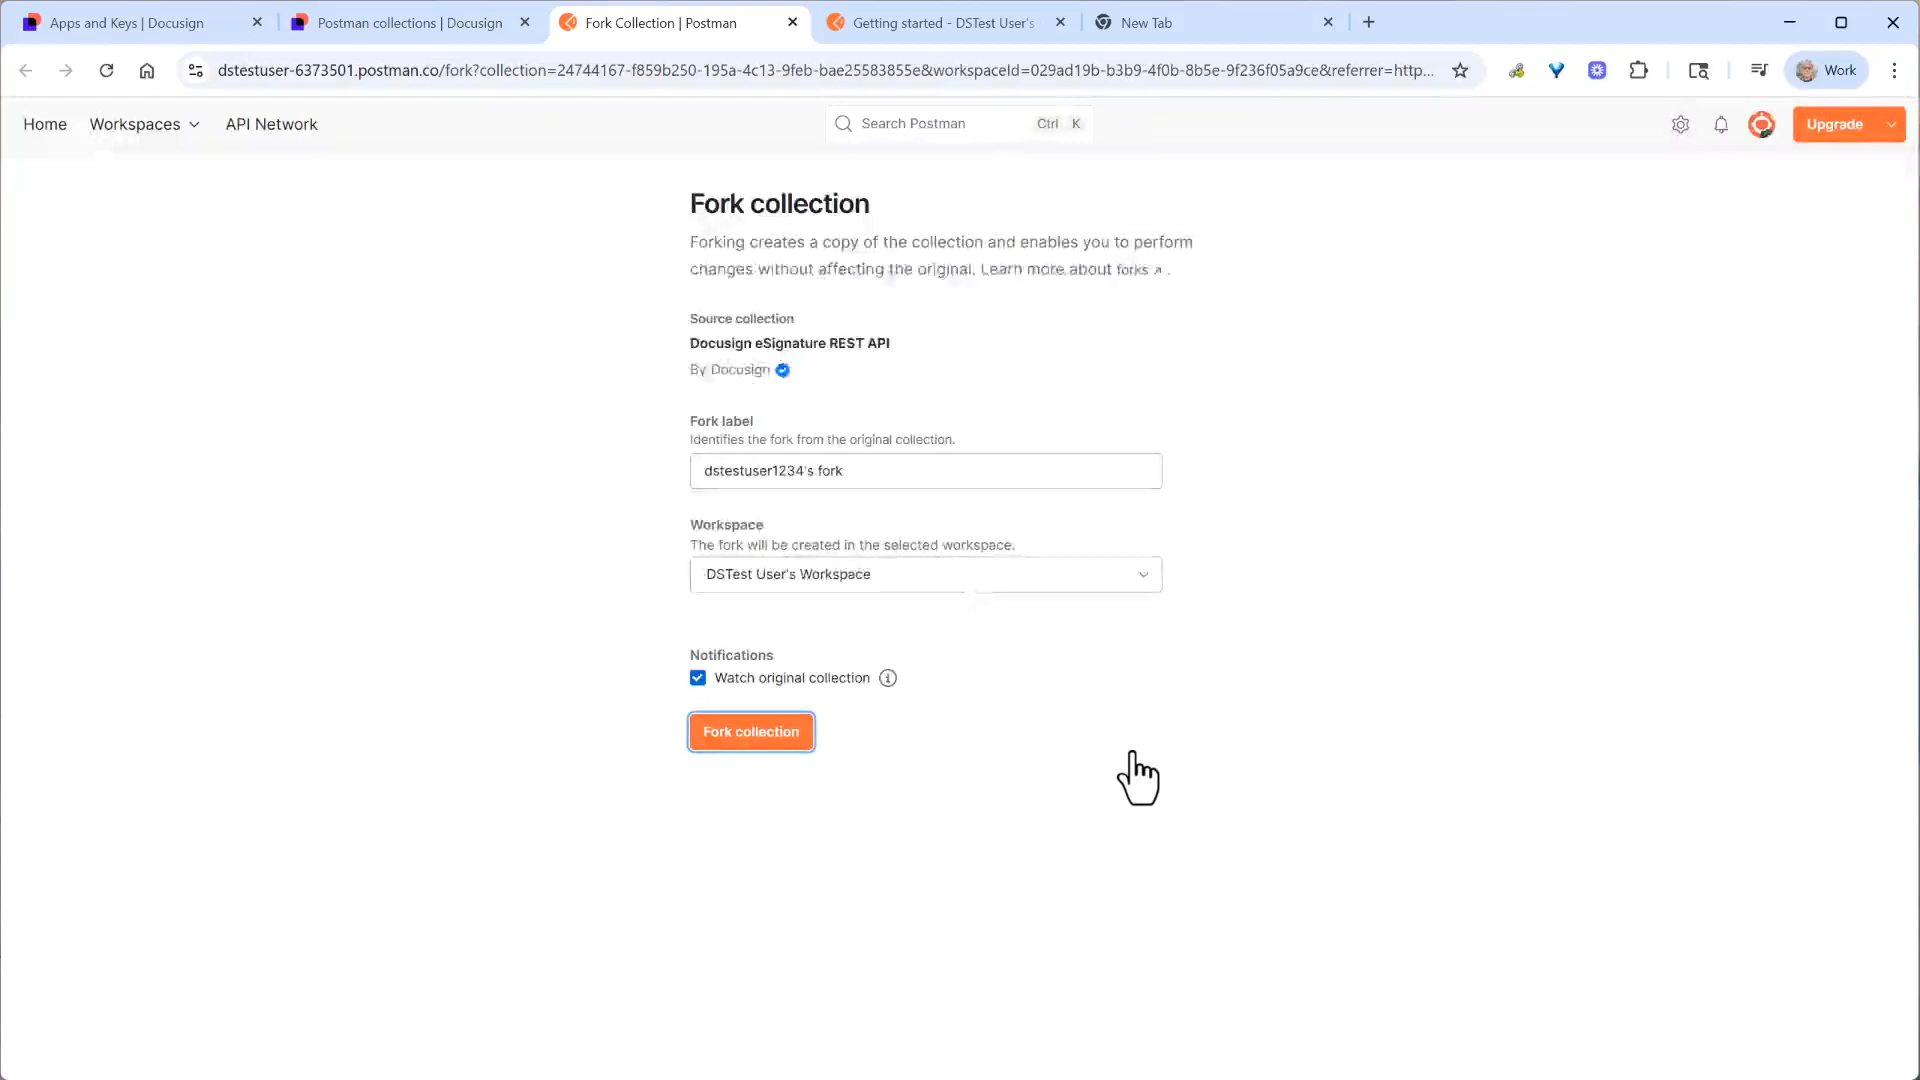 Apps and Keys | Docusign
Postman collections | Docusign
Fork Collection | Postman
Getting started - DSTest User's
New Tab
dstestuser-6373501.postman.co/fork?collection=24744167-f859b250-195a-4c13-9feb-bae25583855e&workspaceId=029ad19b-b3b9-4f0b-8b5e-9f236f05a9ce&referrer=http...
Work
Home
Workspaces
API Network
Search Postman
Ctrl K
Upgrade
Fork collection
Forking creates a copy of the collection and enables you to perform
changes without affecting the original. Learn more about forks ↗ .
Source collection
Docusign eSignature REST API
By Docusign
Fork label
Identifies the fork from the original collection.
dstestuser1234's fork
Workspace
The fork will be created in the selected workspace.
DSTest User's Workspace
Notifications
Watch original collection
Fork collection